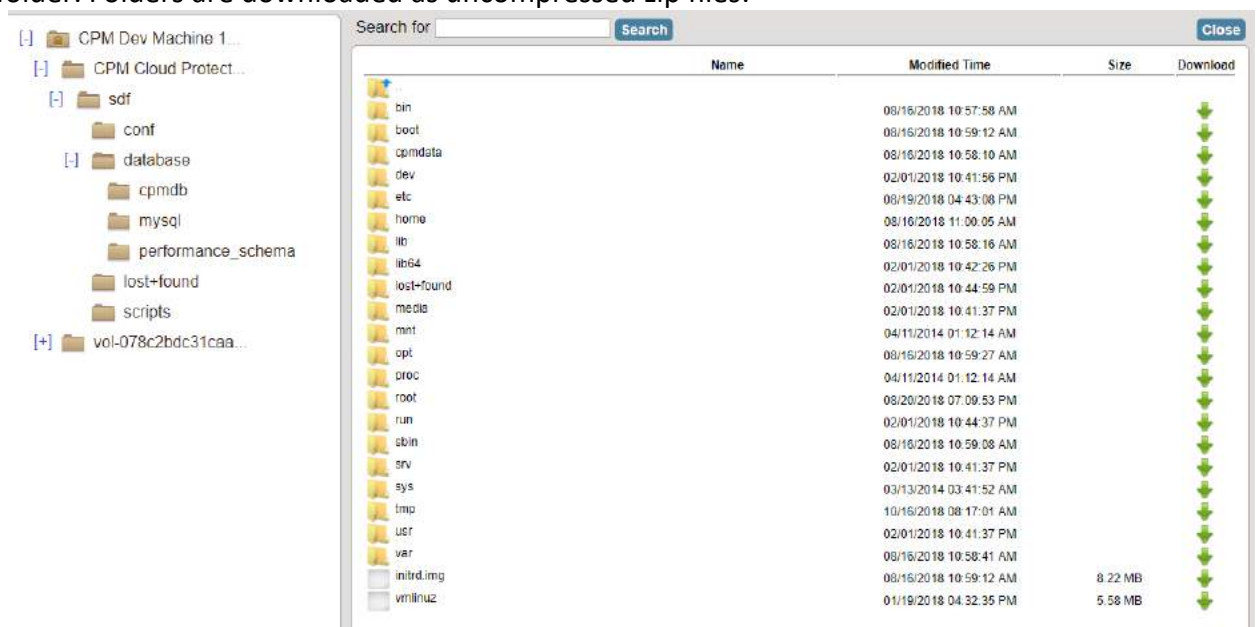 folder. Folders are downloaded as uncompressed zip files.
[-] CPM Dev Machine 1...
[-] CPM Cloud Protect...
[-] sdf
conf
[-] database
cpmdb
mysql
performance_schema
lost+found
scripts
[+] vol-078c2bdc31caa...
Search for Search Close
Name Modified Time Size Download
..
bin 08/16/2018 10:57:58 AM
boot 08/16/2018 10:59:12 AM
cpmdata 08/16/2018 10:58:10 AM
dev 02/01/2018 10:41:56 PM
etc 08/19/2018 04:43:08 PM
home 08/16/2018 11:00:05 AM
lib 08/16/2018 10:58:16 AM
lib64 02/01/2018 10:42:26 PM
lost+found 02/01/2018 10:44:59 PM
media 02/01/2018 10:41:37 PM
mnt 04/11/2014 01:12:14 AM
opt 08/16/2018 10:59:27 AM
proc 04/11/2014 01:12:14 AM
root 08/20/2018 07:09:53 PM
run 02/01/2018 10:44:37 PM
sbin 08/16/2018 10:59:08 AM
srv 02/01/2018 10:41:37 PM
sys 03/13/2014 03:41:52 AM
tmp 10/16/2018 08:17:01 AM
usr 02/01/2018 10:41:37 PM
var 08/16/2018 10:58:41 AM
initrd.img 08/16/2018 10:59:12 AM 8.22 MB
vmlinuz 01/19/2018 04:32:35 PM 5.58 MB